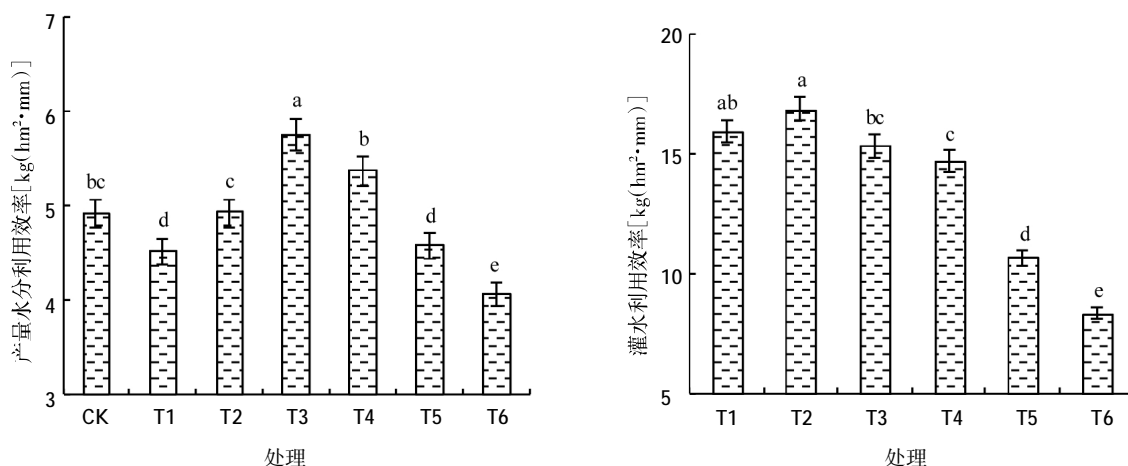 产量水分利用效率[kg(hm²·mm)]
7
6
5
4
3
bc
d
c
a
b
d
e
CK T1 T2 T3 T4 T5 T6
处理
灌水利用效率[kg(hm²·mm)]
20
15
10
5
ab
a
bc
c
d
e
T1 T2 T3 T4 T5 T6
处理